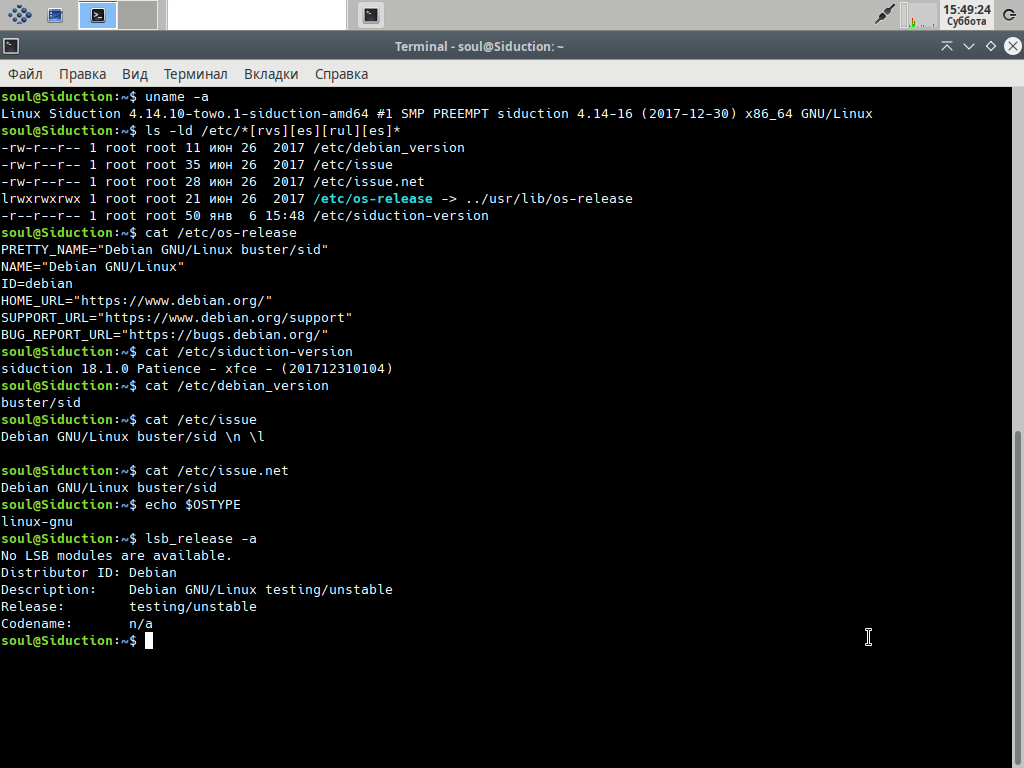 15:49:24
Суббота
Terminal - soul@Siduction: ~
Файл Правка Вид Терминал Вкладки Справка
soul@Siduction:~$ uname -a
Linux Siduction 4.14.10-towo.1-siduction-amd64 #1 SMP PREEMPT siduction 4.14-16 (2017-12-30) x86_64 GNU/Linux
soul@Siduction:~$ ls -ld /etc/*[rvs][es][rul][es]*
-rw-r--r-- 1 root root 11 июн 26  2017 /etc/debian_version
-rw-r--r-- 1 root root 35 июн 26  2017 /etc/issue
-rw-r--r-- 1 root root 28 июн 26  2017 /etc/issue.net
lrwxrwxrwx 1 root root 21 июн 26  2017 /etc/os-release -> ../usr/lib/os-release
-r--r--r-- 1 root root 50 янв  6 15:48 /etc/siduction-version
soul@Siduction:~$ cat /etc/os-release
PRETTY_NAME="Debian GNU/Linux buster/sid"
NAME="Debian GNU/Linux"
ID=debian
HOME_URL="https://www.debian.org/"
SUPPORT_URL="https://www.debian.org/support"
BUG_REPORT_URL="https://bugs.debian.org/"
soul@Siduction:~$ cat /etc/siduction-version
siduction 18.1.0 Patience - xfce - (201712310104)
soul@Siduction:~$ cat /etc/debian_version
buster/sid
soul@Siduction:~$ cat /etc/issue
Debian GNU/Linux buster/sid \n \l
soul@Siduction:~$ cat /etc/issue.net
Debian GNU/Linux buster/sid
soul@Siduction:~$ echo $OSTYPE
linux-gnu
soul@Siduction:~$ lsb_release -a
No LSB modules are available.
Distributor ID: Debian
Description:    Debian GNU/Linux testing/unstable
Release:        testing/unstable
Codename:       n/a
soul@Siduction:~$